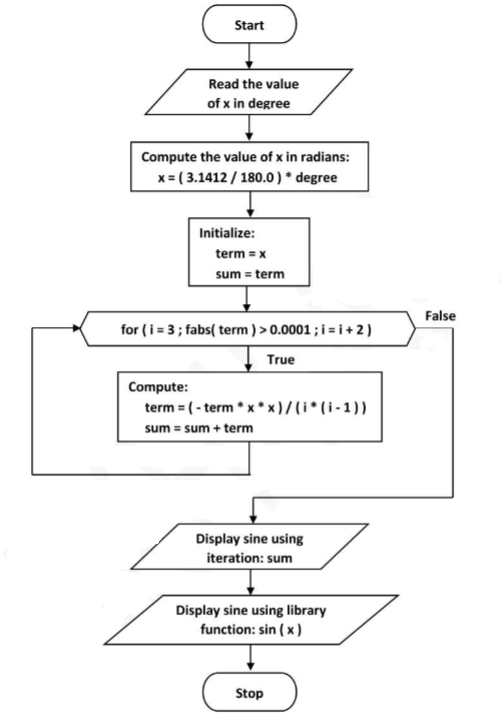 Start
Read the value
of x in degree
Compute the value of x in radians:
x = ( 3.1412 / 180.0 ) * degree
Initialize:
term = x
sum = term
for ( i = 3 ; fabs( term ) > 0.0001 ; i = i + 2 )
False
True
Compute:
term = ( - term * x * x ) / ( i * ( i - 1 ) )
sum = sum + term
Display sine using
iteration: sum
Display sine using library
function: sin ( x )
Stop